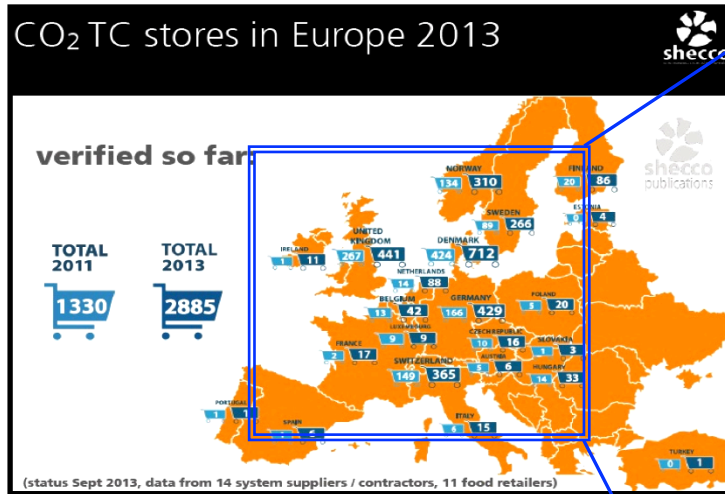 CO₂ TC stores in Europe 2013
shecco
verified so far:
shecco
publications
TOTAL
2011
1330
TOTAL
2013
2885
NORWAY
134 310
FINLAND
20 86
SWEDEN
89 266
ESTONIA
0 4
IRELAND
1 11
UNITED
KINGDOM
267 441
DENMARK
424 712
NETHERLANDS
14 88
BELGIUM
13 42
GERMANY
166 429
POLAND
5 20
LUXEMBOURG
9 9
CZECH REPUBLIC
10 16
SLOVAKIA
1 3
FRANCE
2 17
SWITZERLAND
149 365
AUSTRIA
5 6
HUNGARY
14 33
PORTUGAL
1 1
SPAIN
ITALY
15
TURKEY
0 1
(status Sept 2013, data from 14 system suppliers / contractors, 11 food retailers)